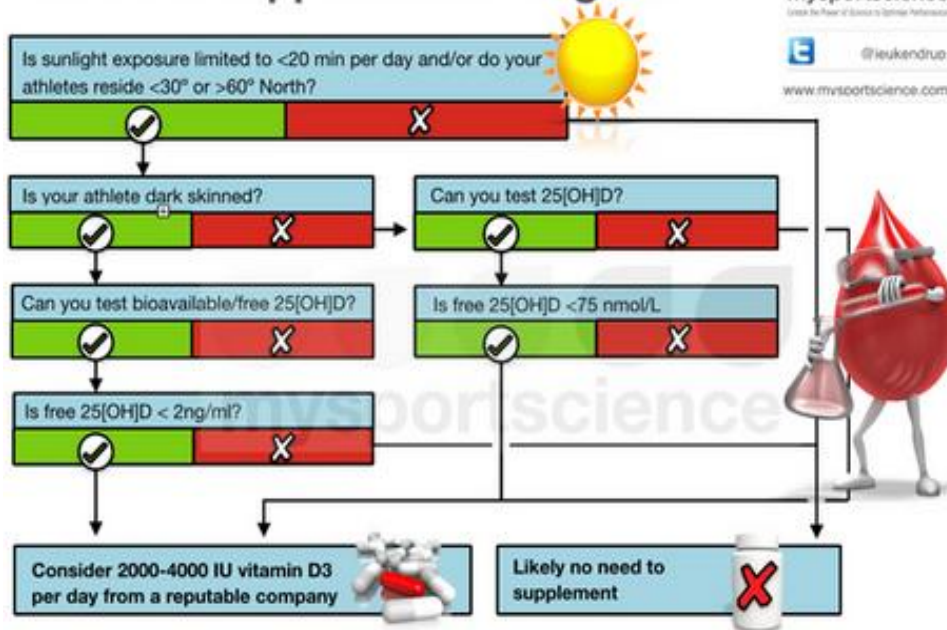 Is sunlight exposure limited to <20 min per day and/or do your
athletes reside <30º or >60º North?
@jeukendrup
www.mysportscience.com
Is your athlete dark skinned?
Can you test 25[OH]D?
Can you test bioavailable/free 25[OH]D?
Is free 25[OH]D <75 nmol/L
Is free 25[OH]D < 2ng/ml?
mysportscience
Consider 2000-4000 IU vitamin D3
per day from a reputable company
Likely no need to
supplement